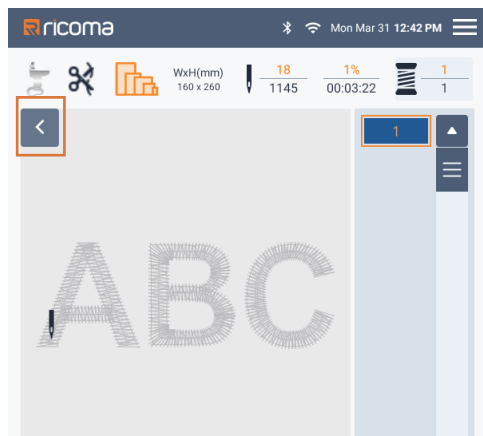 ricoma
Mon Mar 31 12:42 PM
WxH(mm)
160 x 260
18
1145
1%
00:03:22
1
1
1
ABC